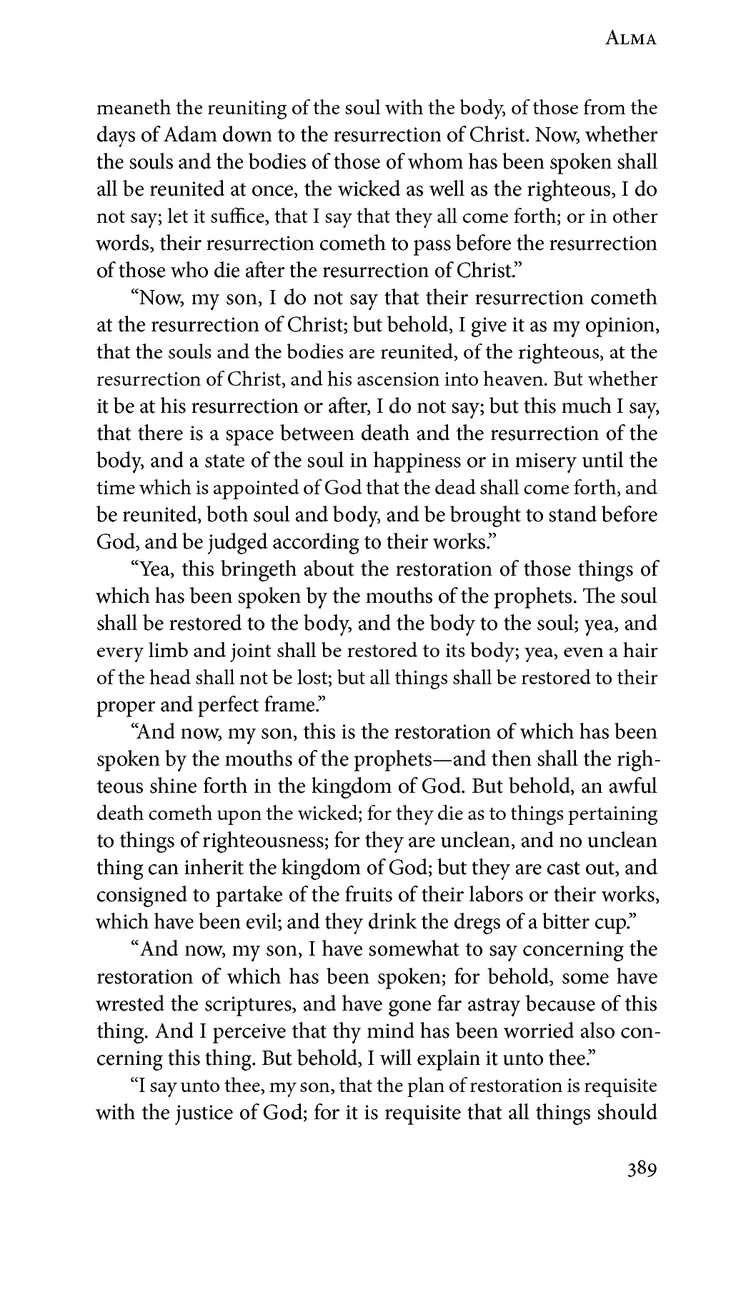 Alma
meaneth the reuniting of the soul with the body, of those from the
days of Adam down to the resurrection of Christ. Now, whether
the souls and the bodies of those of whom has been spoken shall
all be reunited at once, the wicked as well as the righteous, I do
not say; let it suffice, that I say that they all come forth; or in other
words, their resurrection cometh to pass before the resurrection
of those who die after the resurrection of Christ.”
“Now, my son, I do not say that their resurrection cometh
at the resurrection of Christ; but behold, I give it as my opinion,
that the souls and the bodies are reunited, of the righteous, at the
resurrection of Christ, and his ascension into heaven. But whether
it be at his resurrection or after, I do not say; but this much I say,
that there is a space between death and the resurrection of the
body, and a state of the soul in happiness or in misery until the
time which is appointed of God that the dead shall come forth, and
be reunited, both soul and body, and be brought to stand before
God, and be judged according to their works.”
“Yea, this bringeth about the restoration of those things of
which has been spoken by the mouths of the prophets. The soul
shall be restored to the body, and the body to the soul; yea, and
every limb and joint shall be restored to its body; yea, even a hair
of the head shall not be lost; but all things shall be restored to their
proper and perfect frame.”
“And now, my son, this is the restoration of which has been
spoken by the mouths of the prophets—and then shall the righ-
teous shine forth in the kingdom of God. But behold, an awful
death cometh upon the wicked; for they die as to things pertaining
to things of righteousness; for they are unclean, and no unclean
thing can inherit the kingdom of God; but they are cast out, and
consigned to partake of the fruits of their labors or their works,
which have been evil; and they drink the dregs of a bitter cup.”
“And now, my son, I have somewhat to say concerning the
restoration of which has been spoken; for behold, some have
wrested the scriptures, and have gone far astray because of this
thing. And I perceive that thy mind has been worried also con-
cerning this thing. But behold, I will explain it unto thee.”
“I say unto thee, my son, that the plan of restoration is requisite
with the justice of God; for it is requisite that all things should
389